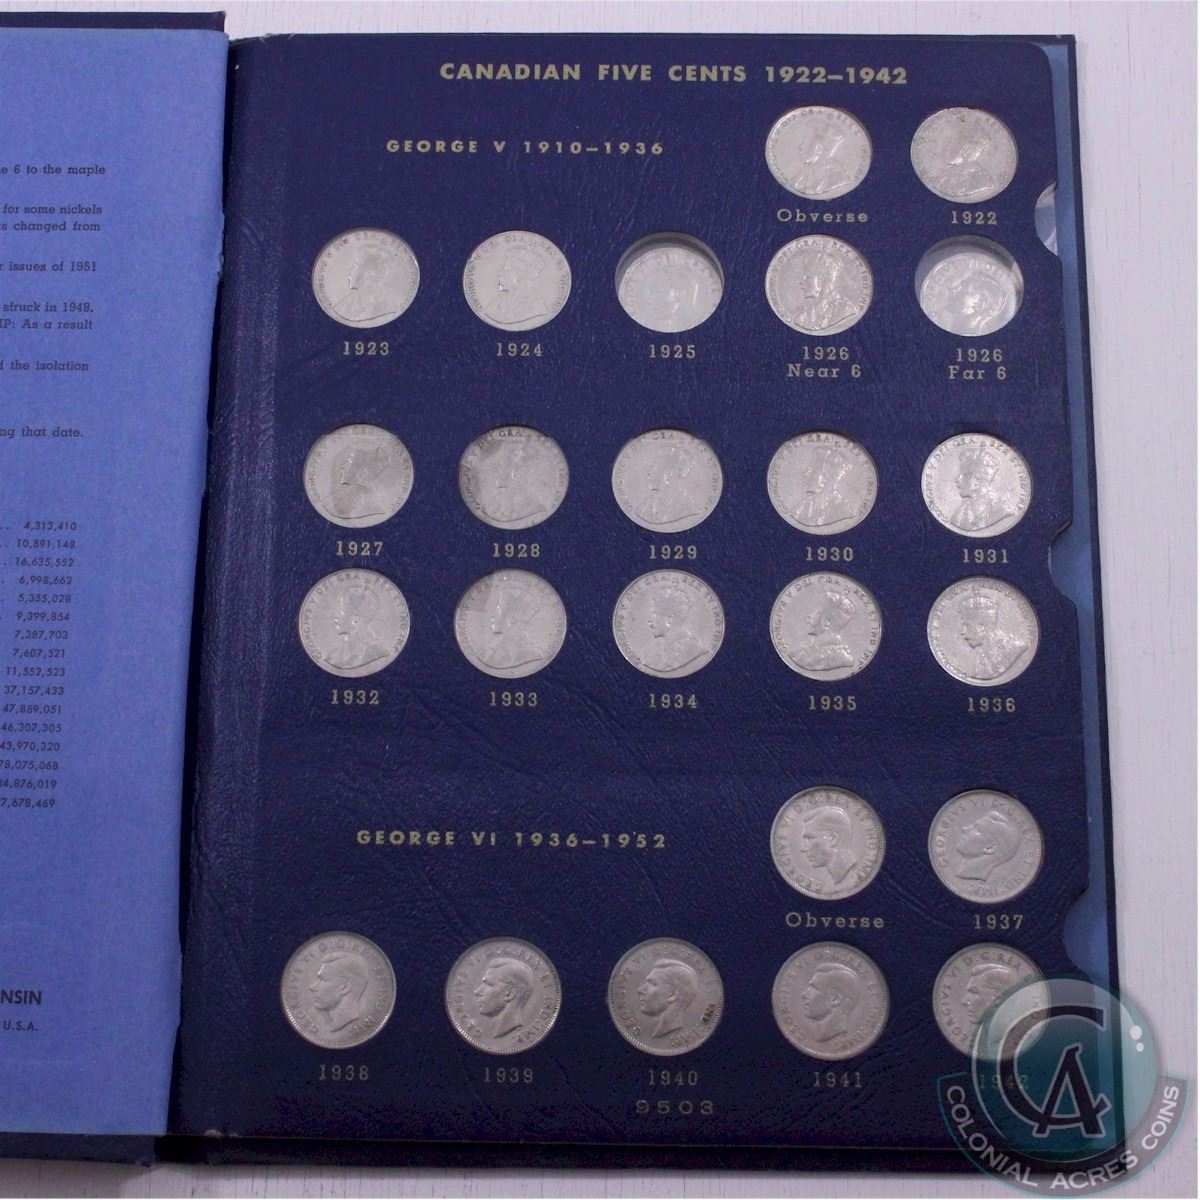 e 6 to the maple
for some nickels
s changed from
r issues of 1951
struck in 1948.
IP: As a result
f the isolation
ng that date.
.. 4,313,410
.. 10,891,148
. 16,635,552
. 6,998,662
. 5,355,028
. 9,399,854
7,387,703
7,607,521
11,552,523
37,157,433
47,889,051
46,307,305
43,970,320
78,075,068
4,876,019
7,678,469
NSIN
U.S.A.
CANADIAN FIVE CENTS 1922–1942
GEORGE V 1910–1936
Obverse
1922
1923
1924
1925
1926
Near 6
1926
Far 6
1927
1928
1929
1930
1931
1932
1933
1934
1935
1936
GEORGE VI 1936–1952
Obverse
1937
1938
1939
1940
1941
1942
9503
CA
COLONIAL ACRES COINS